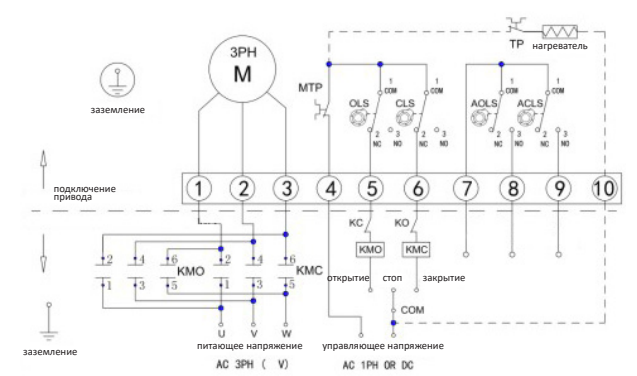 3PH
M
заземление
MTP
TP
нагреватель
1
COM
1
COM
1
COM
1
COM
OLS
CLS
AOLS
ACLS
2
NC
3
NO
2
NC
3
NO
2
NC
3
NO
2
NC
3
NO
1
2
3
4
5
6
7
8
9
10
подключение
привода
KC
KO
KMO
KMC
2
4
6
KMO
2
4
6
KMC
1
3
5
1
3
5
открытие
стоп
закрытие
COM
U
V
W
заземление
питающее напряжение
управляющее напряжение
AC 3PH ( V)
AC 1PH OR DC